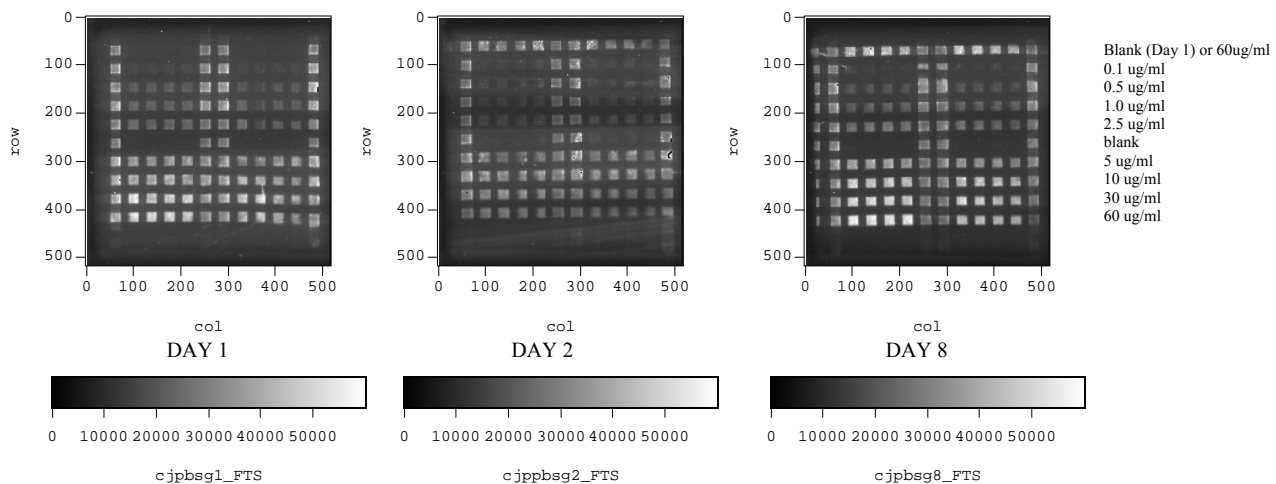 0
100
200
300
400
500
row
0 100 200 300 400 500
col
DAY 1
0 10000 20000 30000 40000 50000
cjpbsg1_FTS
0
100
200
300
400
500
row
0 100 200 300 400 500
col
DAY 2
0 10000 20000 30000 40000 50000
cjppbsg2_FTS
0
100
200
300
400
500
row
0 100 200 300 400 500
col
DAY 8
0 10000 20000 30000 40000 50000
cjpbsg8_FTS
Blank (Day 1) or 60ug/ml
0.1 ug/ml
0.5 ug/ml
1.0 ug/ml
2.5 ug/ml
blank
5 ug/ml
10 ug/ml
30 ug/ml
60 ug/ml